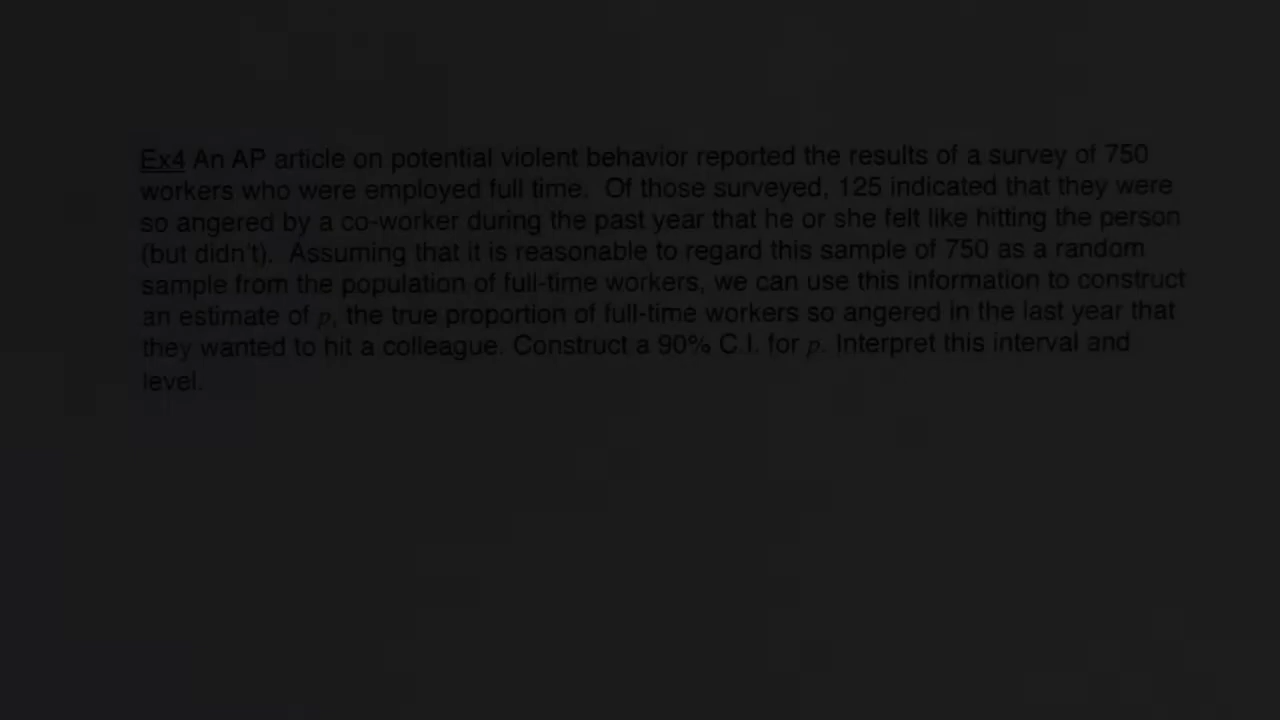 Ex4 An AP article on potential violent behavior reported the results of a survey of 750
workers who were employed full time. Of those surveyed, 125 indicated that they were
so angered by a co-worker during the past year that he or she felt like hitting the person
(but didn't). Assuming that it is reasonable to regard this sample of 750 as a random
sample from the population of full-time workers, we can use this information to construct
an estimate of p, the true proportion of full-time workers so angered in the last year that
they wanted to hit a colleague. Construct a 90% C.I. for p. Interpret this interval and
level.